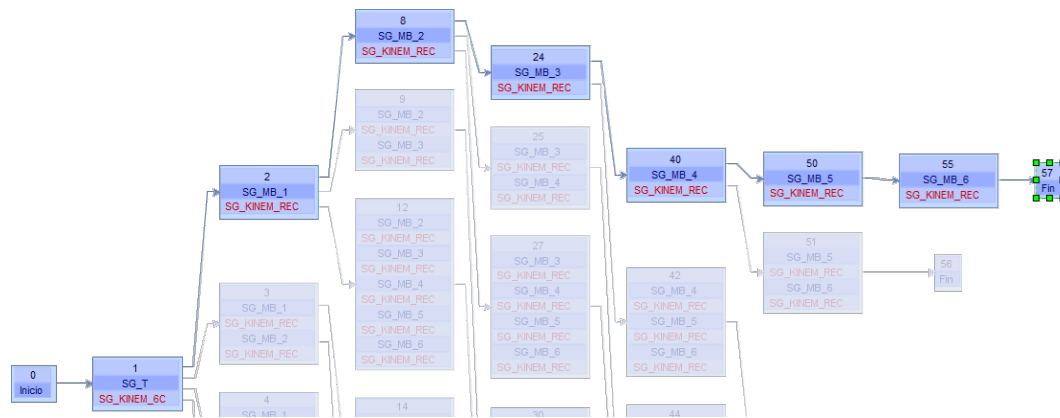 8
SG_MB_2
SG_KINEM_REC
24
SG_MB_3
SG_KINEM_REC
9
SG_MB_2
SG_KINEM_REC
SG_MB_3
SG_KINEM_REC
25
SG_MB_3
SG_KINEM_REC
SG_MB_4
SG_KINEM_REC
40
SG_MB_4
SG_KINEM_REC
50
SG_MB_5
SG_KINEM_REC
55
SG_MB_6
SG_KINEM_REC
57
Fin
2
SG_MB_1
SG_KINEM_REC
12
SG_MB_2
SG_KINEM_REC
SG_MB_3
SG_KINEM_REC
SG_MB_4
SG_KINEM_REC
SG_MB_5
SG_KINEM_REC
SG_MB_6
SG_KINEM_REC
27
SG_MB_3
SG_KINEM_REC
SG_MB_4
SG_KINEM_REC
SG_MB_5
SG_KINEM_REC
SG_MB_6
SG_KINEM_REC
51
SG_MB_5
SG_KINEM_REC
SG_MB_6
SG_KINEM_REC
56
Fin
42
SG_MB_4
SG_KINEM_REC
SG_MB_5
SG_KINEM_REC
SG_MB_6
SG_KINEM_REC
3
SG_MB_1
SG_KINEM_REC
SG_MB_2
SG_KINEM_REC
0
Inicio
1
SG_T
SG_KINEM_6C
4
SG_MB_1
14
30
44